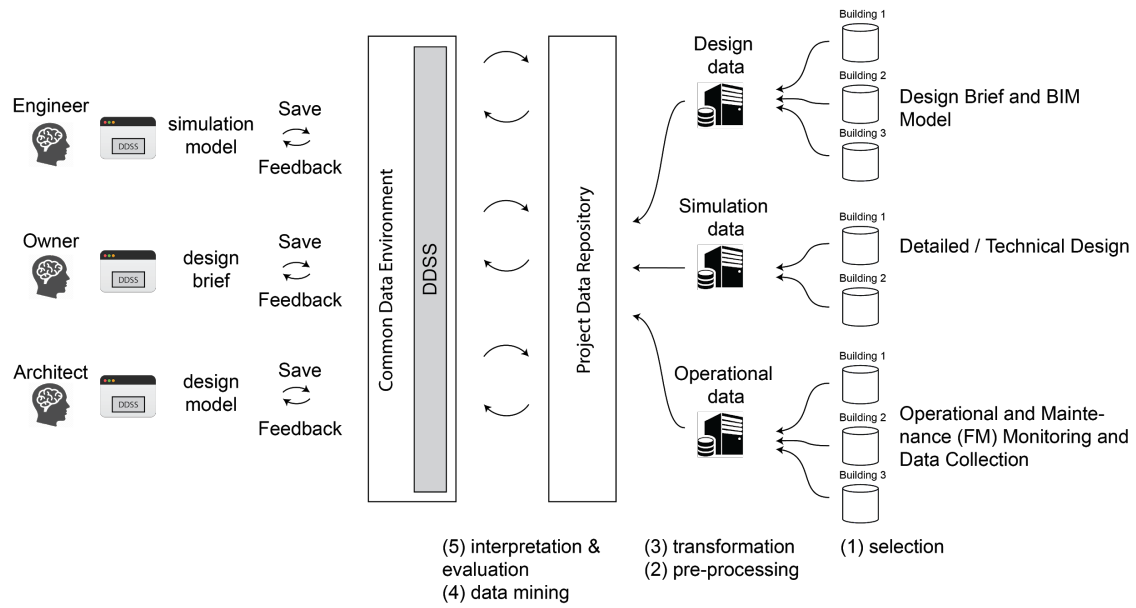 Engineer
DDSS
simulation
model
Save
Feedback
Owner
DDSS
design
brief
Save
Feedback
Architect
DDSS
design
model
Save
Feedback
Common Data Environment
DDSS
Project Data Repository
Design
data
Building 1
Building 2
Building 3
Design Brief and BIM
Model
Simulation
data
Building 1
Building 2
Detailed / Technical Design
Operational
data
Building 1
Building 2
Building 3
Operational and Mainte-
nance (FM) Monitoring and
Data Collection
(5) interpretation &
evaluation
(4) data mining
(3) transformation
(2) pre-processing
(1) selection